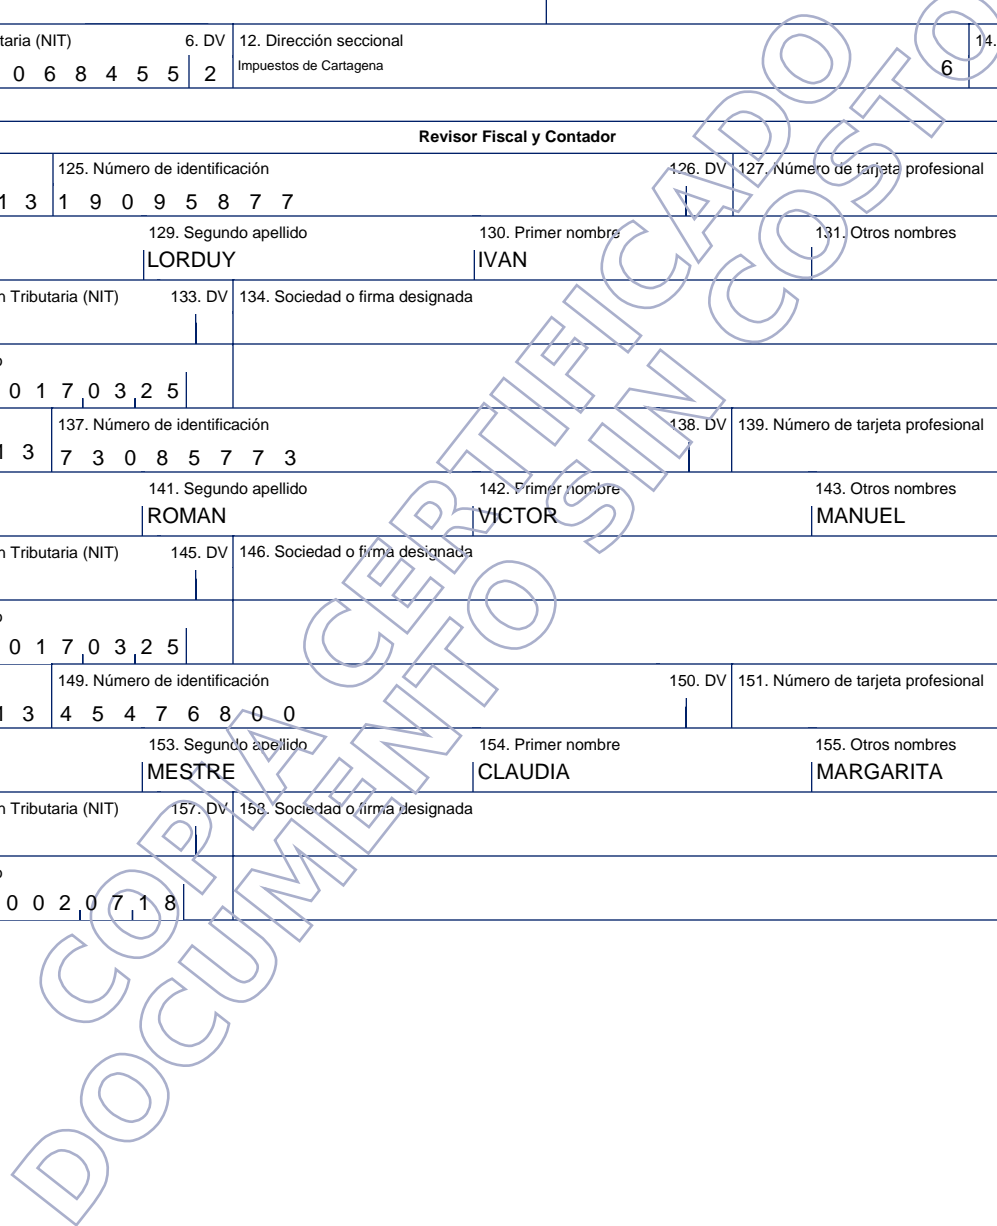 taria (NIT) 6. DV 12. Dirección seccional 14.
0 6 8 4 5 5 2 Impuestos de Cartagena 6
Revisor Fiscal y Contador
125. Número de identificación 126. DV 127. Número de tarjeta profesional
1 3 1 9 0 9 5 8 7 7
129. Segundo apellido 130. Primer nombre 131. Otros nombres
LORDUY IVAN
n Tributaria (NIT) 133. DV 134. Sociedad o firma designada
o
0 1 7 0 3 2 5
137. Número de identificación 138. DV 139. Número de tarjeta profesional
1 3 7 3 0 8 5 7 7 3
141. Segundo apellido 142. Primer nombre 143. Otros nombres
ROMAN VICTOR MANUEL
n Tributaria (NIT) 145. DV 146. Sociedad o firma designada
o
0 1 7 0 3 2 5
149. Número de identificación 150. DV 151. Número de tarjeta profesional
1 3 4 5 4 7 6 8 0 0
153. Segundo apellido 154. Primer nombre 155. Otros nombres
MESTRE CLAUDIA MARGARITA
n Tributaria (NIT) 157. DV 158. Sociedad o firma designada
o
0 0 2 0 7 1 8
COPIA CERTIFICADO
DOCUMENTO SIN COSTO